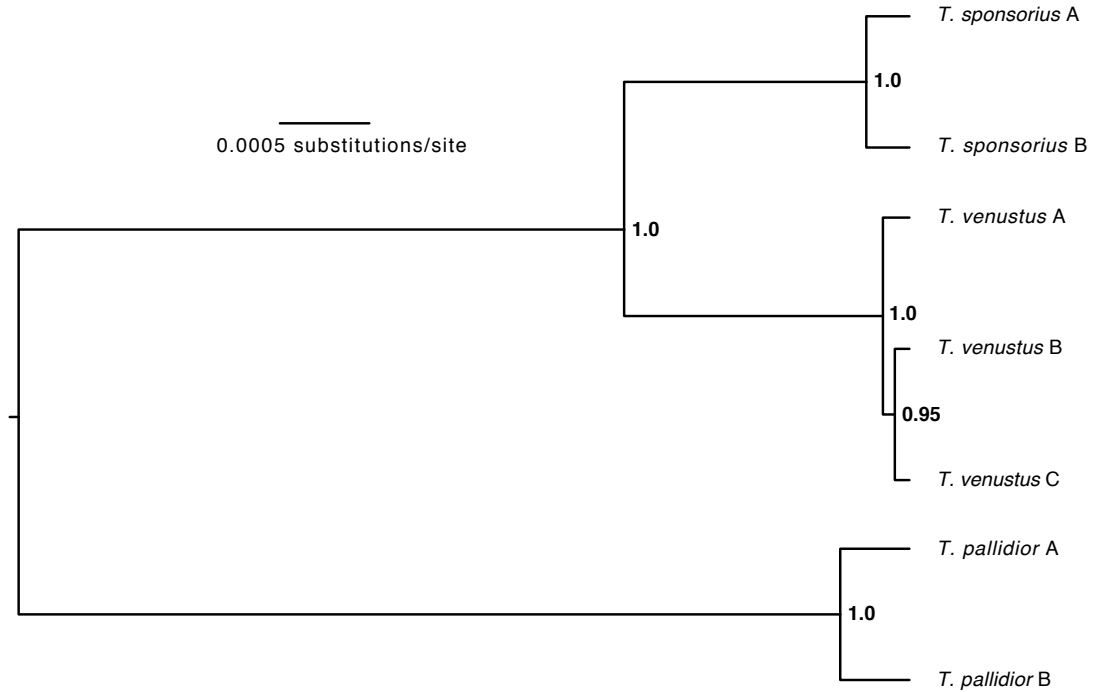 T. sponsorius A
1.0
0.0005 substitutions/site
T. sponsorius B
T. venustus A
1.0
1.0
T. venustus B
0.95
T. venustus C
T. pallidior A
1.0
T. pallidior B